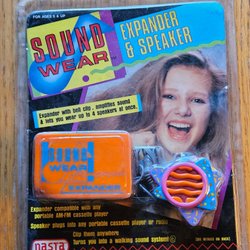 FOR AGES 5 & UP
SOUND
WEAR
EXPANDER
& SPEAKER
Expander with belt clip, amplifies sound
& lets you wear up to 4 speakers at once.
SOUND
WEAR
EXPANDER
Expander compatible with any
portable AM-FM cassette player
Speaker plugs into any portable cassette player or radio
Clip them anywhere
Turns you into a walking sound system!
nasta